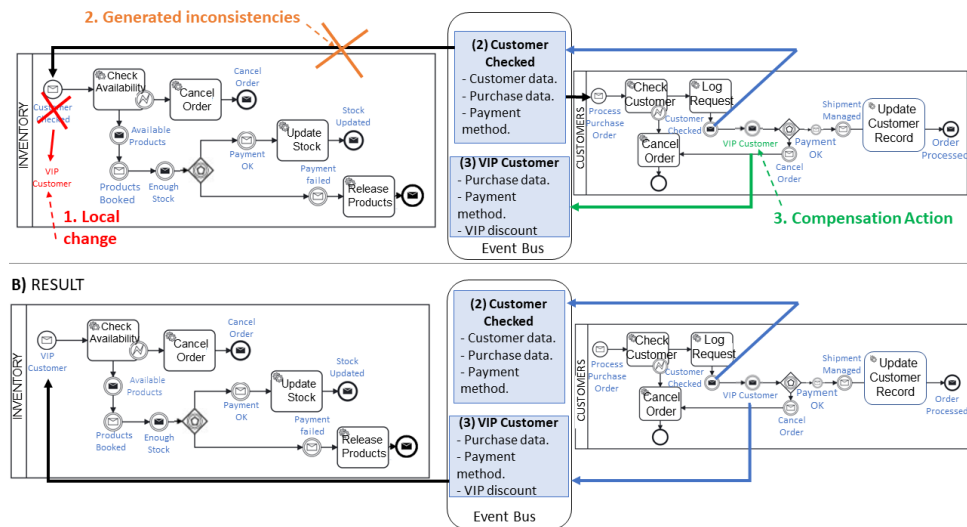 2. Generated inconsistencies
INVENTORY
Customer
Checked
VIP
Customer
1. Local
change
Check
Availability
Cancel
Order
Cancel
Order
Available
Products
Products
Booked
Enough
Stock
Payment
OK
Update
Stock
Stock
Updated
Payment
failed
Release
Products
(2) Customer
Checked
- Customer data.
- Purchase data.
- Payment
method.
(3) VIP Customer
- Purchase data.
- Payment
method.
- VIP discount
Event Bus
CUSTOMERS
Process
Purchase
Order
Check
Customer
Log
Request
Customer
Checked
Cancel
Order
VIP Customer
Payment
OK
Cancel
Order
Shipment
Managed
Update
Customer
Record
Order
Processed
3. Compensation Action
B) RESULT
INVENTORY
VIP
Customer
Check
Availability
Cancel
Order
Cancel
Order
Available
Products
Products
Booked
Enough
Stock
Payment
OK
Update
Stock
Stock
Updated
Payment
failed
Release
Products
(2) Customer
Checked
- Customer data.
- Purchase data.
- Payment
method.
(3) VIP Customer
- Purchase data.
- Payment
method.
- VIP discount
Event Bus
CUSTOMERS
Process
Purchase
Order
Check
Customer
Log
Request
Customer
Checked
Cancel
Order
VIP Customer
Payment
OK
Cancel
Order
Shipment
Managed
Update
Customer
Record
Order
Processed